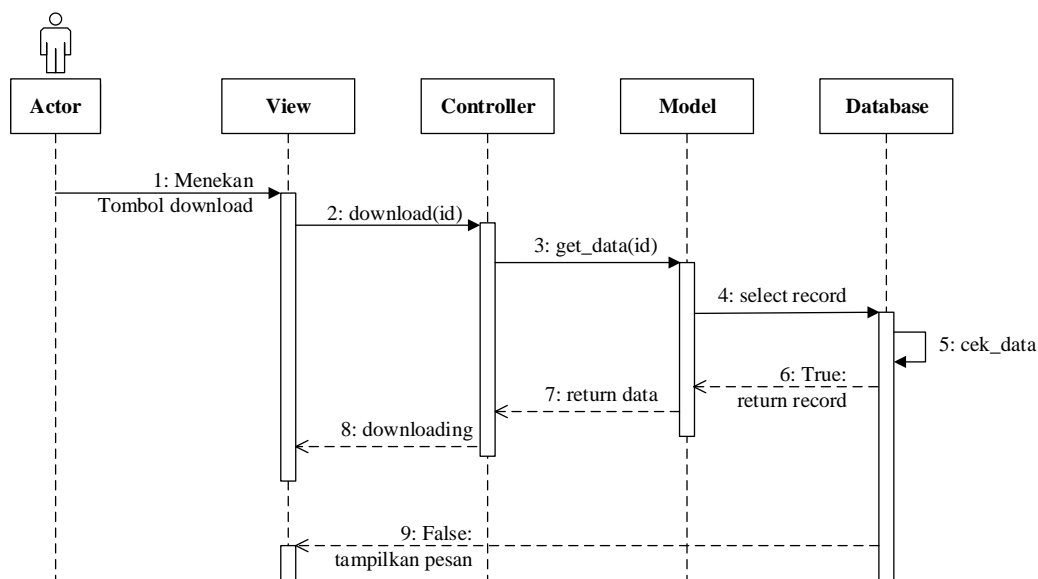 Actor
View
Controller
Model
Database
1: Menekan
Tombol download
2: download(id)
3: get_data(id)
4: select record
5: cek_data
6: True:
return record
7: return data
8: downloading
9: False:
tampilkan pesan